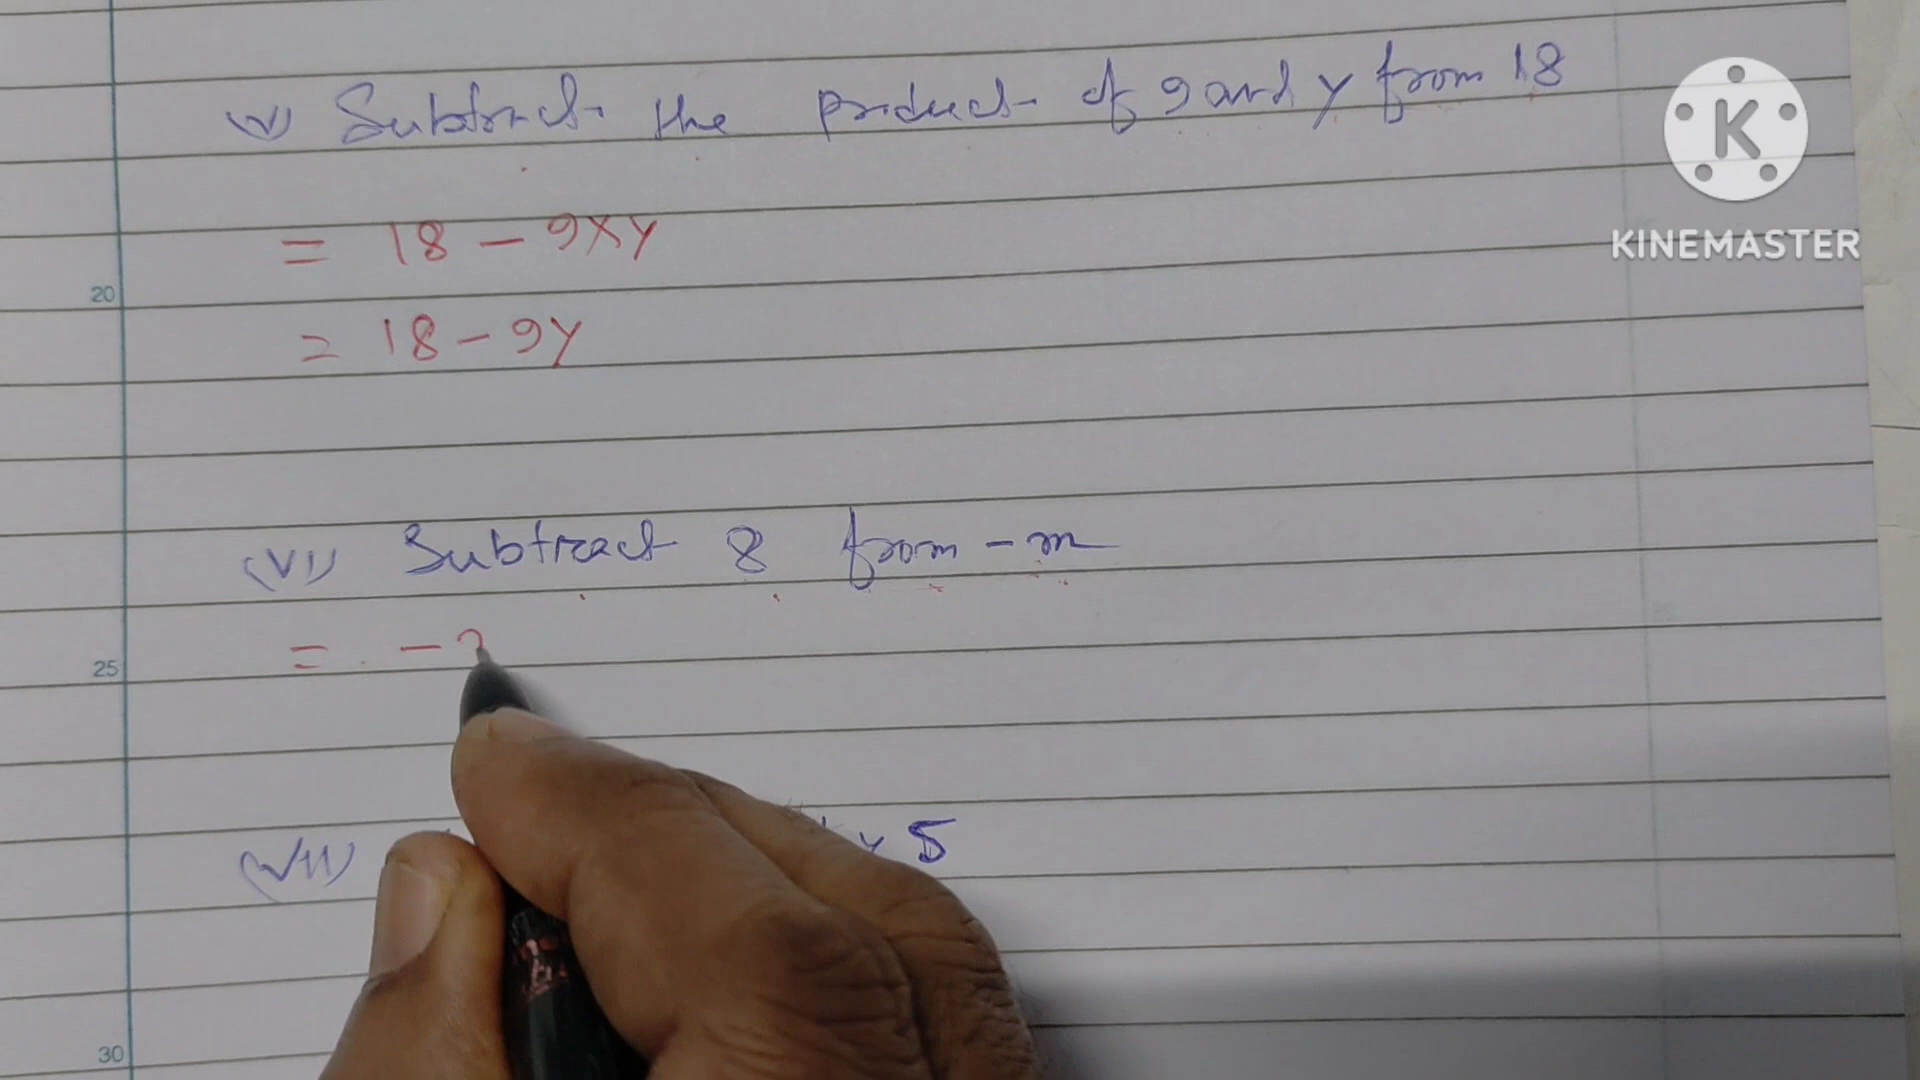 (V) Subtract the product of 9 and y from 18
= 18 - 9xy
= 18 - 9y
(VI) Subtract 8 from - m
= -
(VII) 5
K
KINEMASTER
20
25
30